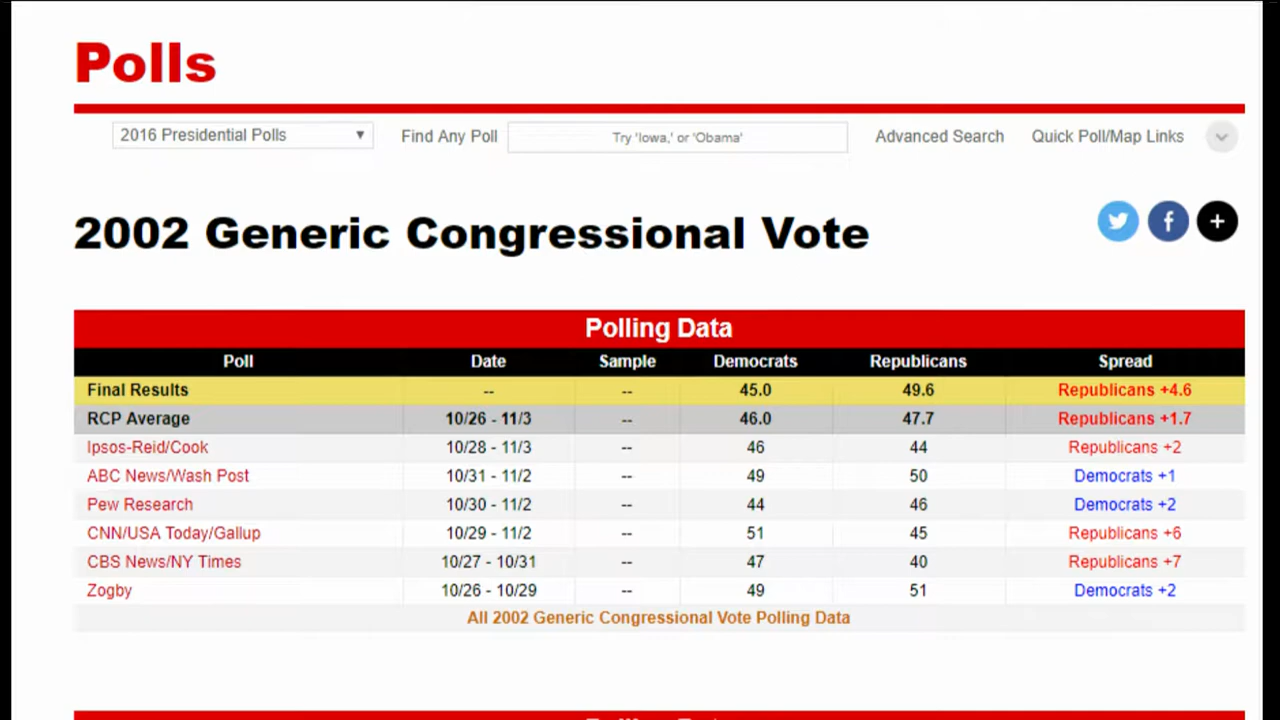 Polls
2016 Presidential Polls ▼ Find Any Poll Try 'Iowa,' or 'Obama' Advanced Search Quick Poll/Map Links
2002 Generic Congressional Vote
Polling Data
Poll Date Sample Democrats Republicans Spread
Final Results -- -- 45.0 49.6 Republicans +4.6
RCP Average 10/26 - 11/3 -- 46.0 47.7 Republicans +1.7
Ipsos-Reid/Cook 10/28 - 11/3 -- 46 44 Republicans +2
ABC News/Wash Post 10/31 - 11/2 -- 49 50 Democrats +1
Pew Research 10/30 - 11/2 -- 44 46 Democrats +2
CNN/USA Today/Gallup 10/29 - 11/2 -- 51 45 Republicans +6
CBS News/NY Times 10/27 - 10/31 -- 47 40 Republicans +7
Zogby 10/26 - 10/29 -- 49 51 Democrats +2
All 2002 Generic Congressional Vote Polling Data